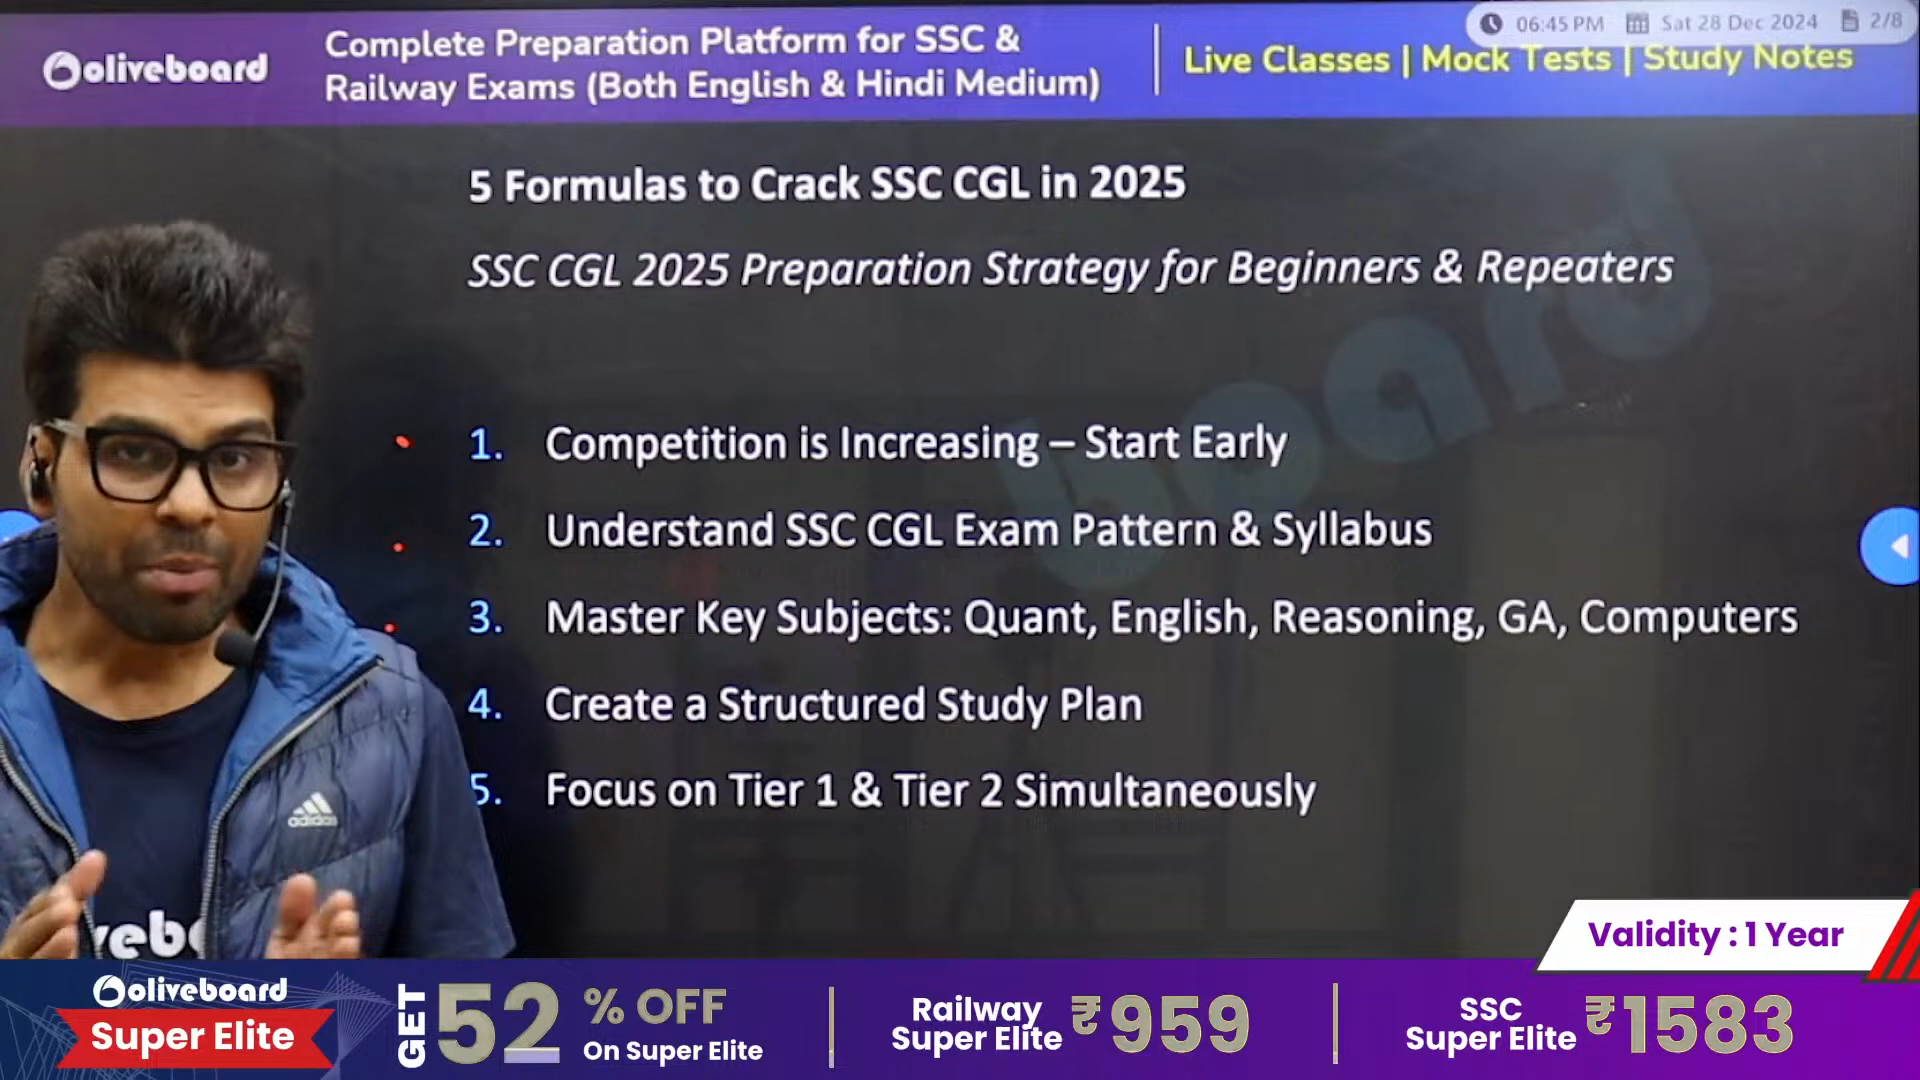 oliveboard
Complete Preparation Platform for SSC &
Railway Exams (Both English & Hindi Medium)
Live Classes | Mock Tests | Study Notes
06:45 PM Sat 28 Dec 2024 2/8
5 Formulas to Crack SSC CGL in 2025
SSC CGL 2025 Preparation Strategy for Beginners & Repeaters
board
1. Competition is Increasing – Start Early
2. Understand SSC CGL Exam Pattern & Syllabus
3. Master Key Subjects: Quant, English, Reasoning, GA, Computers
4. Create a Structured Study Plan
5. Focus on Tier 1 & Tier 2 Simultaneously
adidas
Validity : 1 Year
oliveboard
Super Elite
GET 52 % OFF
On Super Elite
Railway
Super Elite ₹959
SSC
Super Elite ₹1583